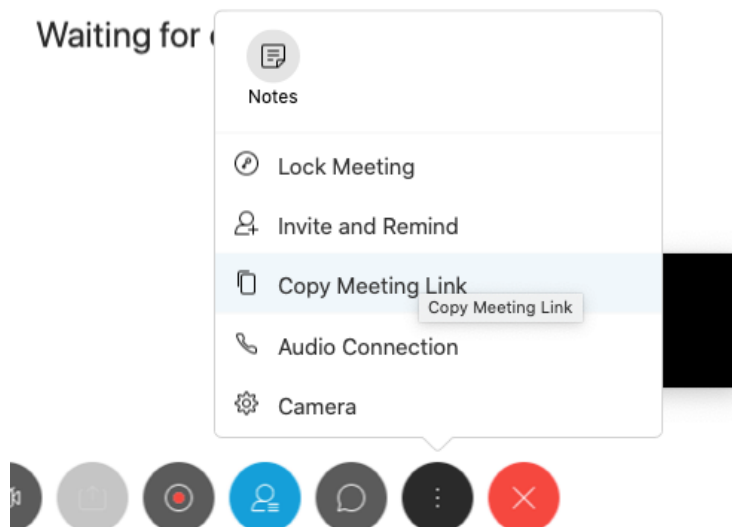 Waiting for
Notes
Lock Meeting
Invite and Remind
Copy Meeting Link
Copy Meeting Link
Audio Connection
Camera